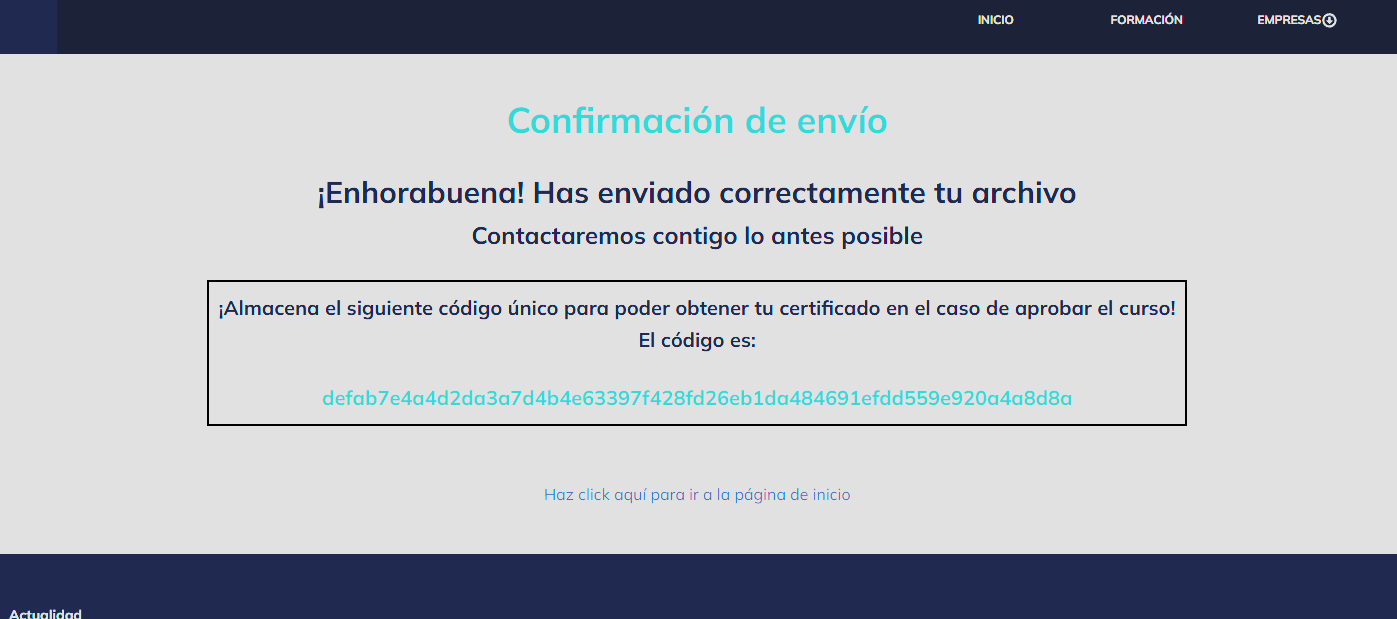 INICIO FORMACIÓN EMPRESAS
Confirmación de envío
¡Enhorabuena! Has enviado correctamente tu archivo
Contactaremos contigo lo antes posible
¡Almacena el siguiente código único para poder obtener tu certificado en el caso de aprobar el curso!
El código es:
defab7e4a4d2da3a7d4b4e63397f428fd26eb1da484691efdd559e920a4a8d8a
Haz click aquí para ir a la página de inicio
Actualidad